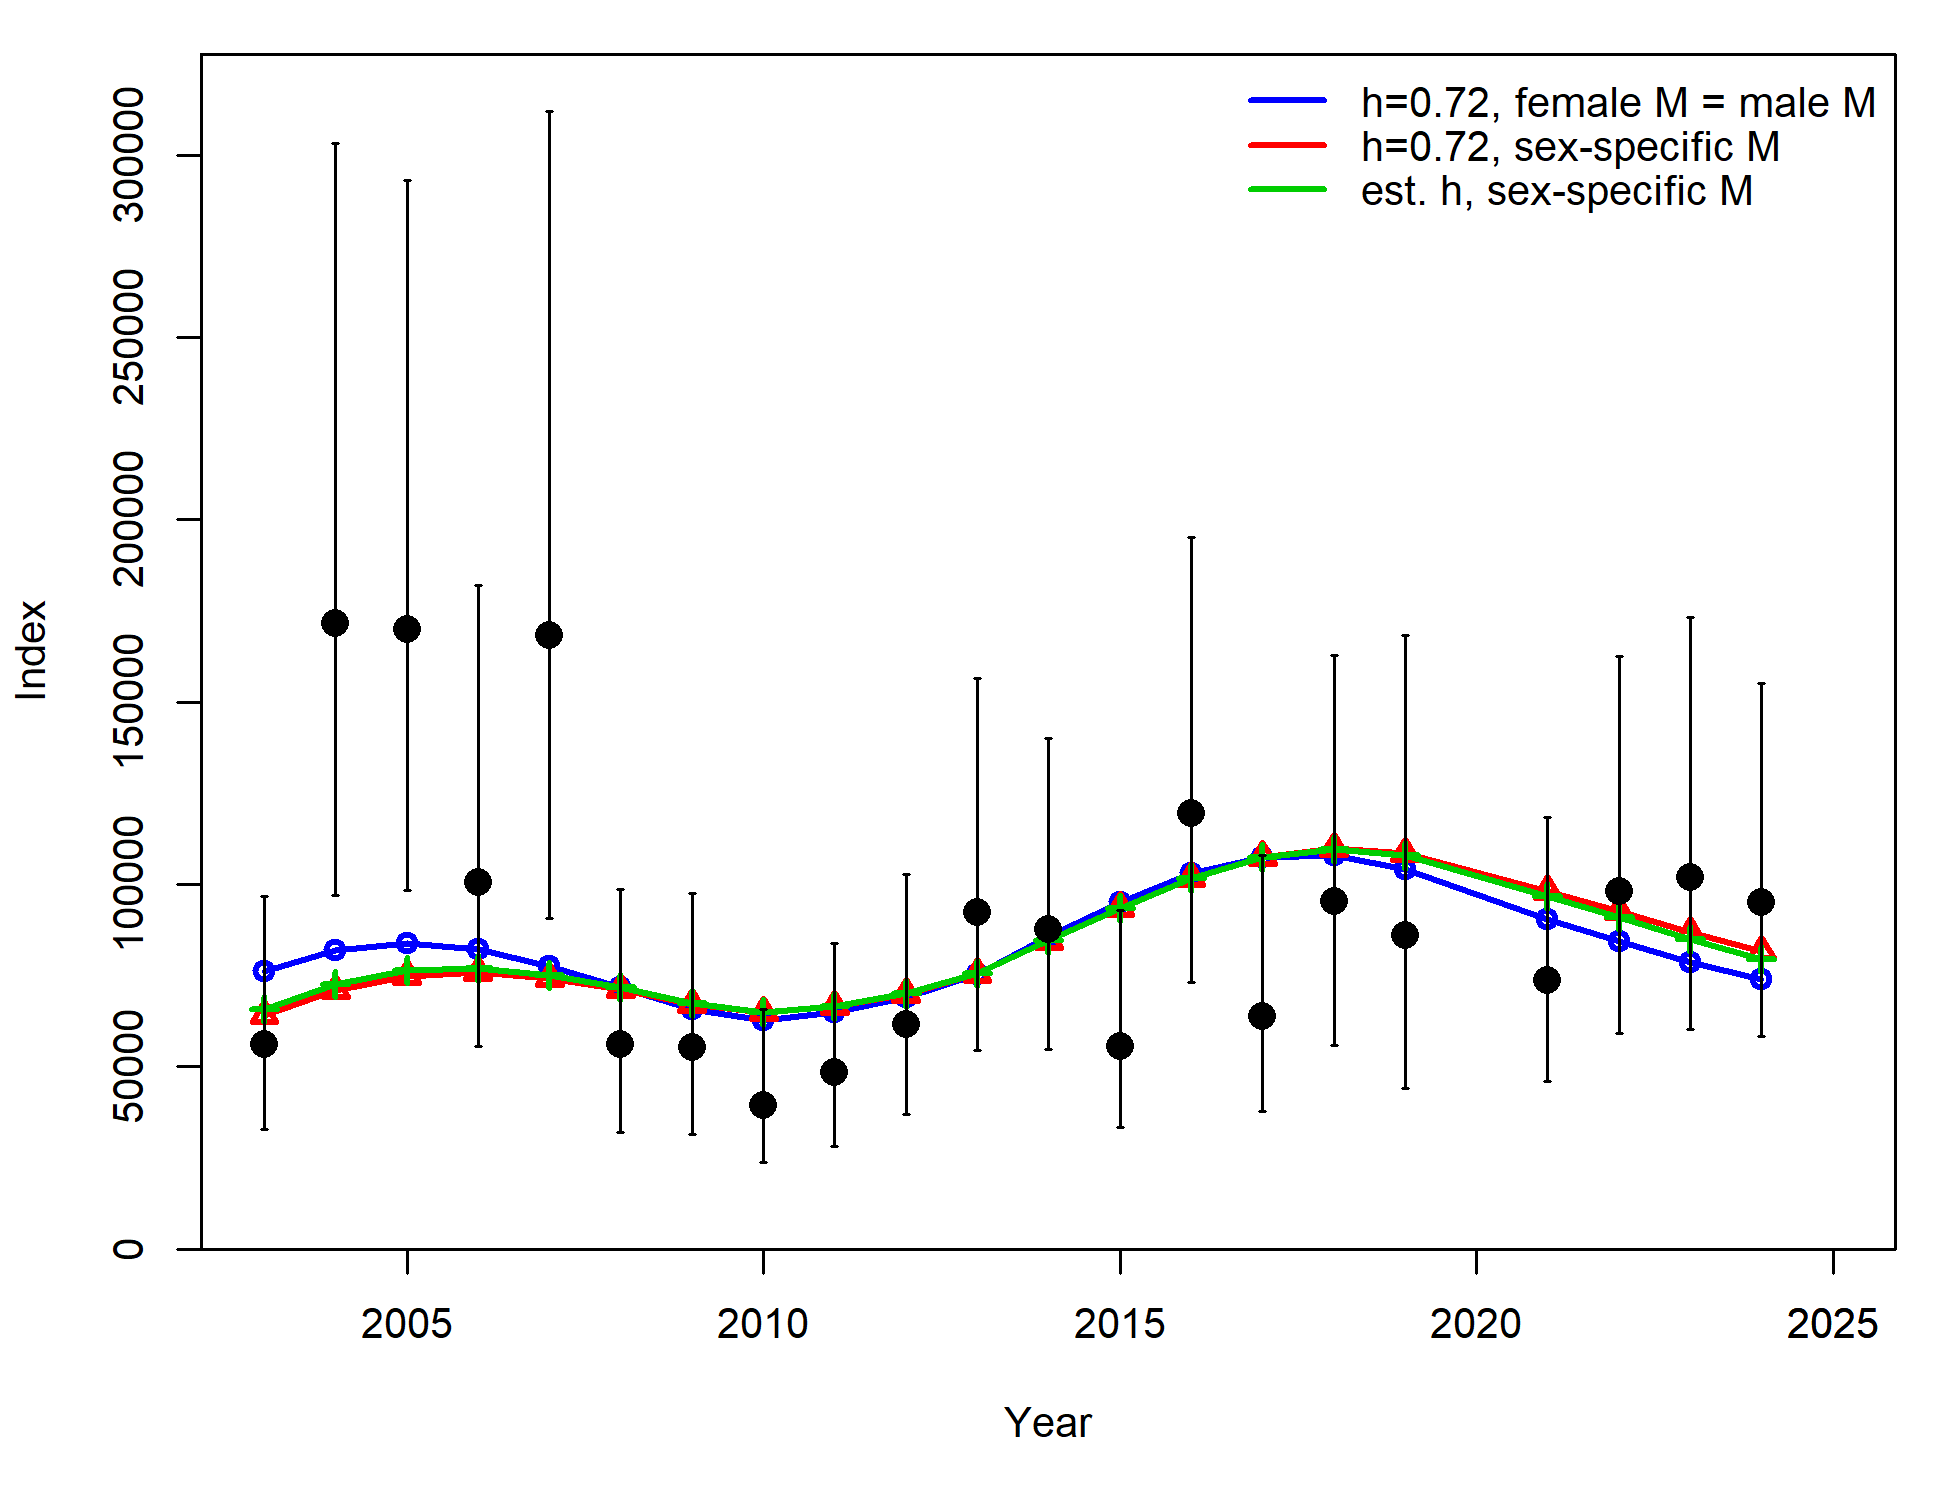 h=0.72, female M = male M
h=0.72, sex-specific M
est. h, sex-specific M
300000
250000
200000
150000
100000
50000
0
Index
2005 2010 2015 2020 2025
Year